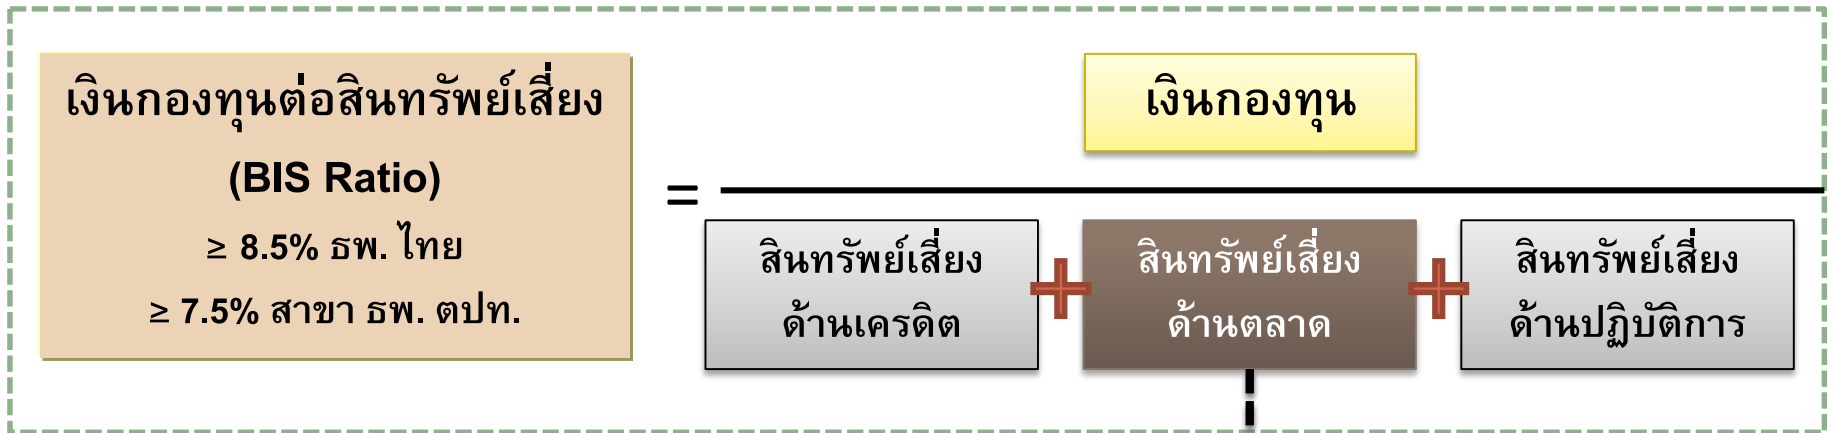 เงินกองทุนต่อสินทรัพย์เสี่ยง
(BIS Ratio)
≥ 8.5% ธพ. ไทย
≥ 7.5% สาขา ธพ. ตปท.
=
เงินกองทุน
สินทรัพย์เสี่ยง
ด้านเครดิต
สินทรัพย์เสี่ยง
ด้านตลาด
สินทรัพย์เสี่ยง
ด้านปฏิบัติการ